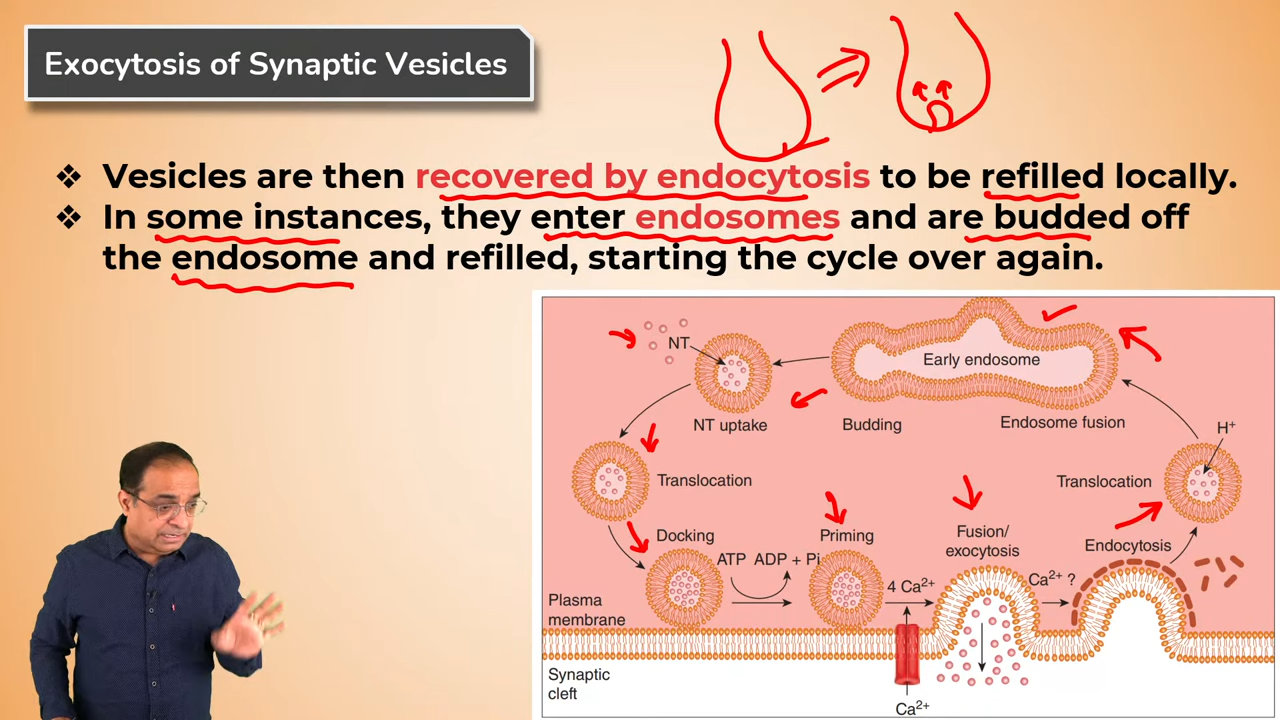 Exocytosis of Synaptic Vesicles
❖ Vesicles are then recovered by endocytosis to be refilled locally.
❖ In some instances, they enter endosomes and are budded off
the endosome and refilled, starting the cycle over again.
NT
Early endosome
NT uptake
Budding
Endosome fusion
H⁺
Translocation
Translocation
Docking
Priming
Fusion/
exocytosis
Endocytosis
ATP
ADP + Pi
4 Ca²⁺
Ca²⁺ ?
Plasma
membrane
Synaptic
cleft
Ca²⁺